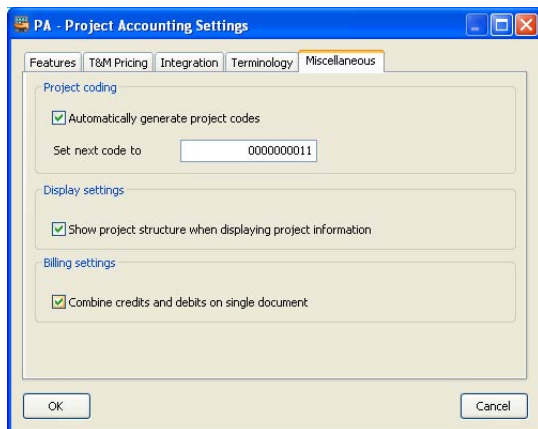 PA - Project Accounting Settings
Features T&M Pricing Integration Terminology Miscellaneous
Project coding
Automatically generate project codes
Set next code to 0000000011
Display settings
Show project structure when displaying project information
Billing settings
Combine credits and debits on single document
OK Cancel